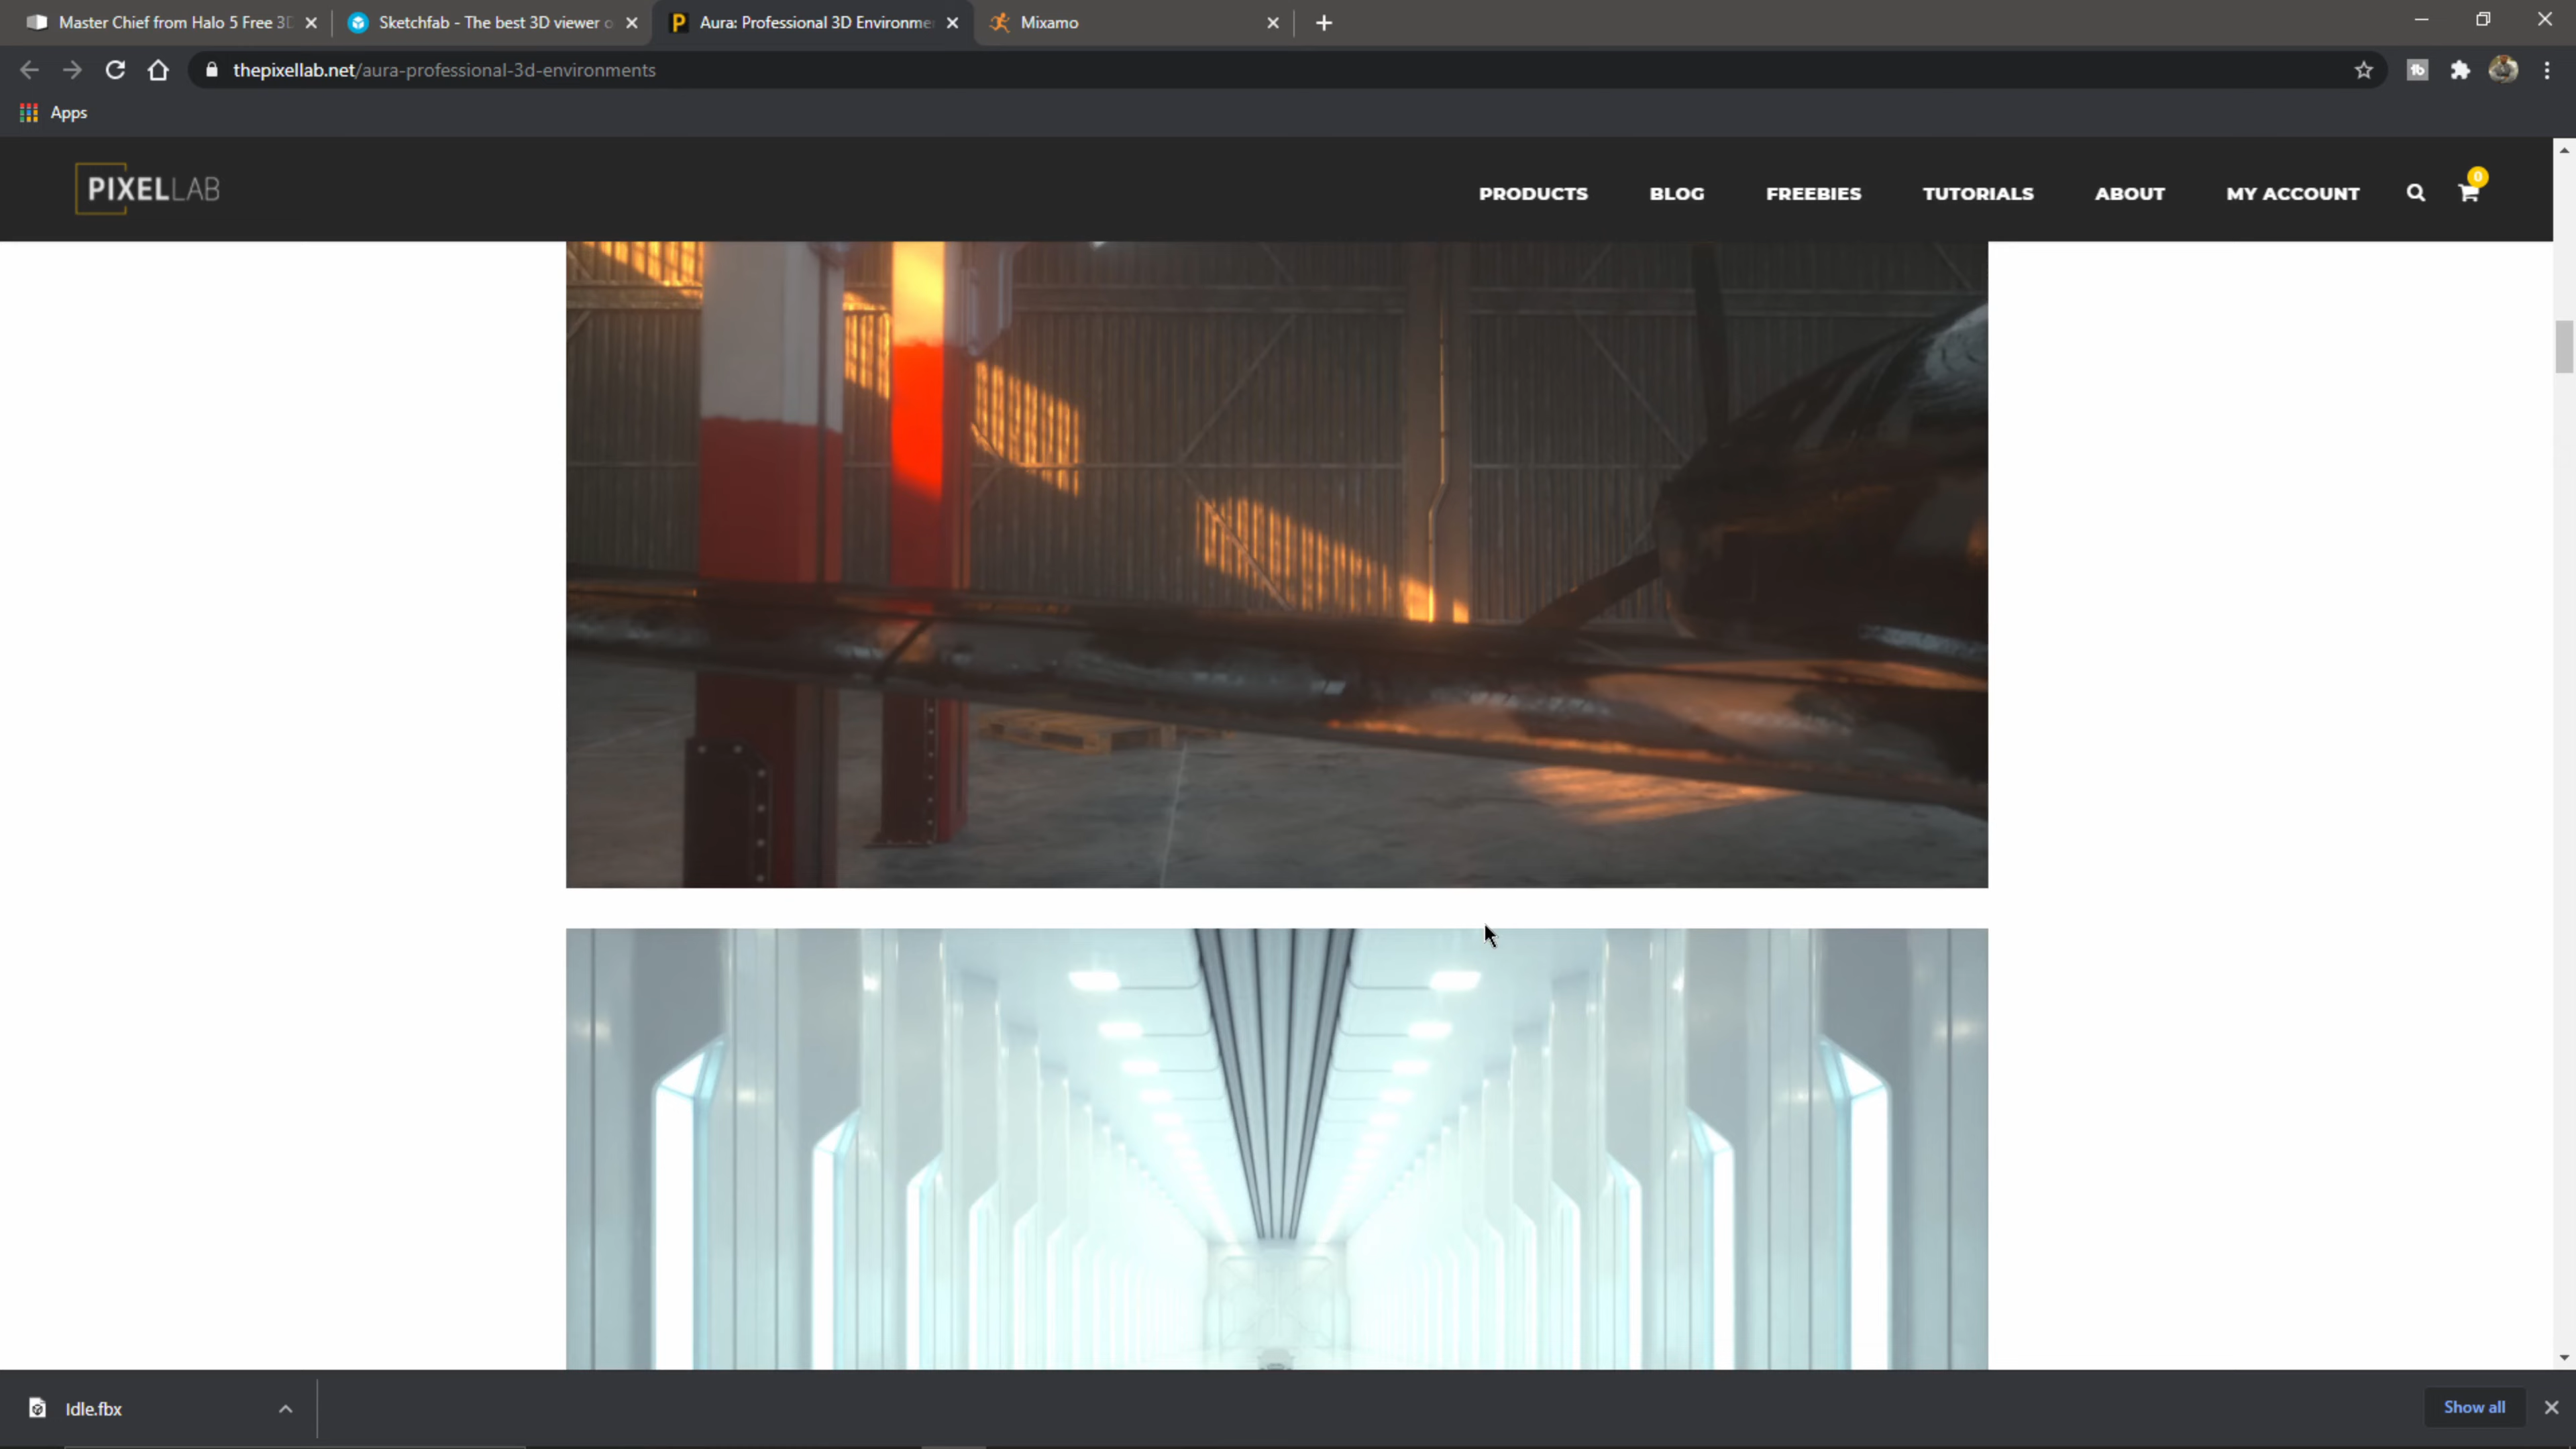 Master Chief from Halo 5 Free 3D
Sketchfab - The best 3D viewer o
Aura: Professional 3D Environme
Mixamo
thepixellab.net/aura-professional-3d-environments
Apps
PIXELLAB
PRODUCTS
BLOG
FREEBIES
TUTORIALS
ABOUT
MY ACCOUNT
0
Idle.fbx
Show all